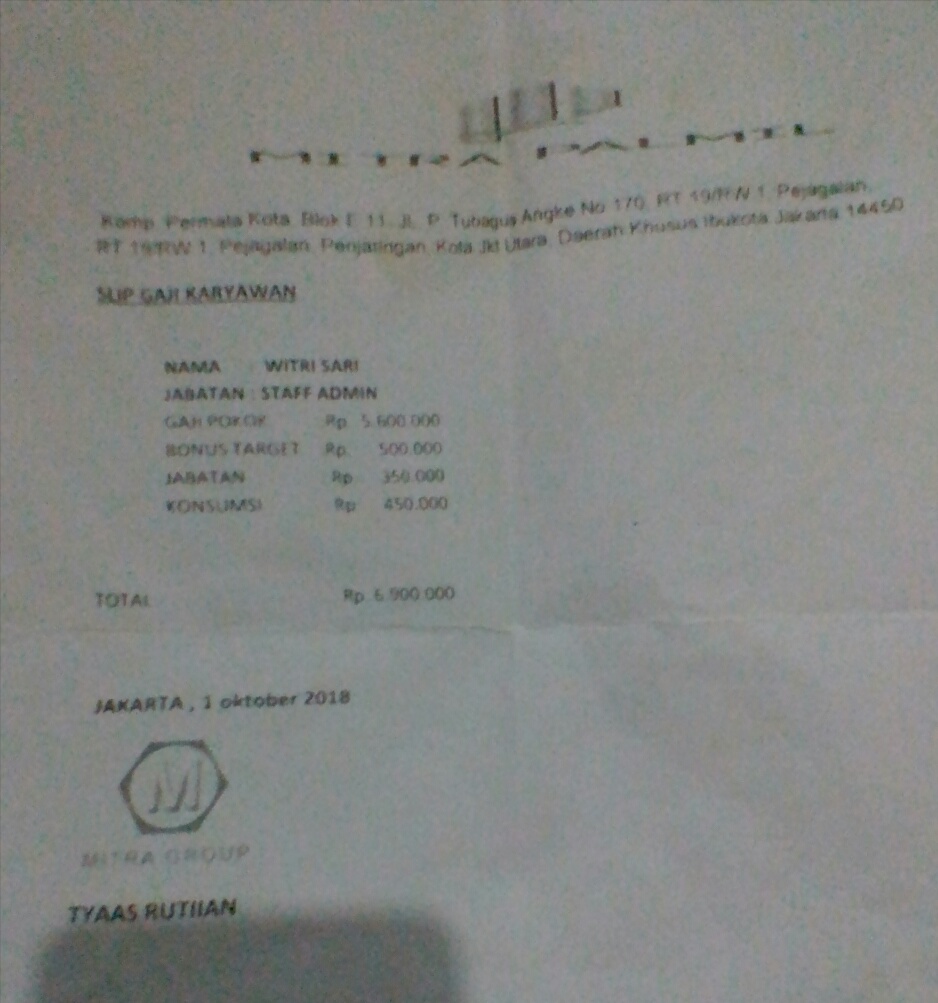 MITRA
Komp. Permata Kota Blok E 11. JL. P. Tubagus Angke No 170, RT 19/RW 1, Pejagalan,
RT 19/RW 1, Pejagalan, Penjaringan, Kota Jkt Utara, Daerah Khusus Ibukota Jakarta 14450
SLIP GAJI KARYAWAN
NAMA : WITRI SARI
JABATAN : STAFF ADMIN
GAJI POKOK Rp 5.600.000
BONUS TARGET Rp. 500.000
JABATAN Rp 350.000
KONSUMSI Rp 450.000
TOTAL Rp. 6.900.000
JAKARTA , 1 oktober 2018
M
MITRA GROUP
TYAAS